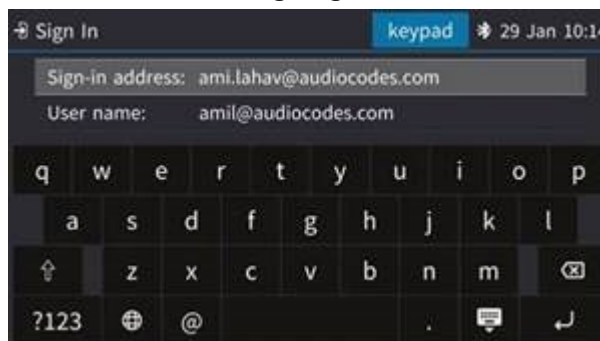 Sign In keypad 29 Jan 10:14
Sign-in address: ami.lahav@audiocodes.com
User name: amil@audiocodes.com
q w e r t y u i o p
a s d f g h j k l
z x c v b n m
?123 @ .